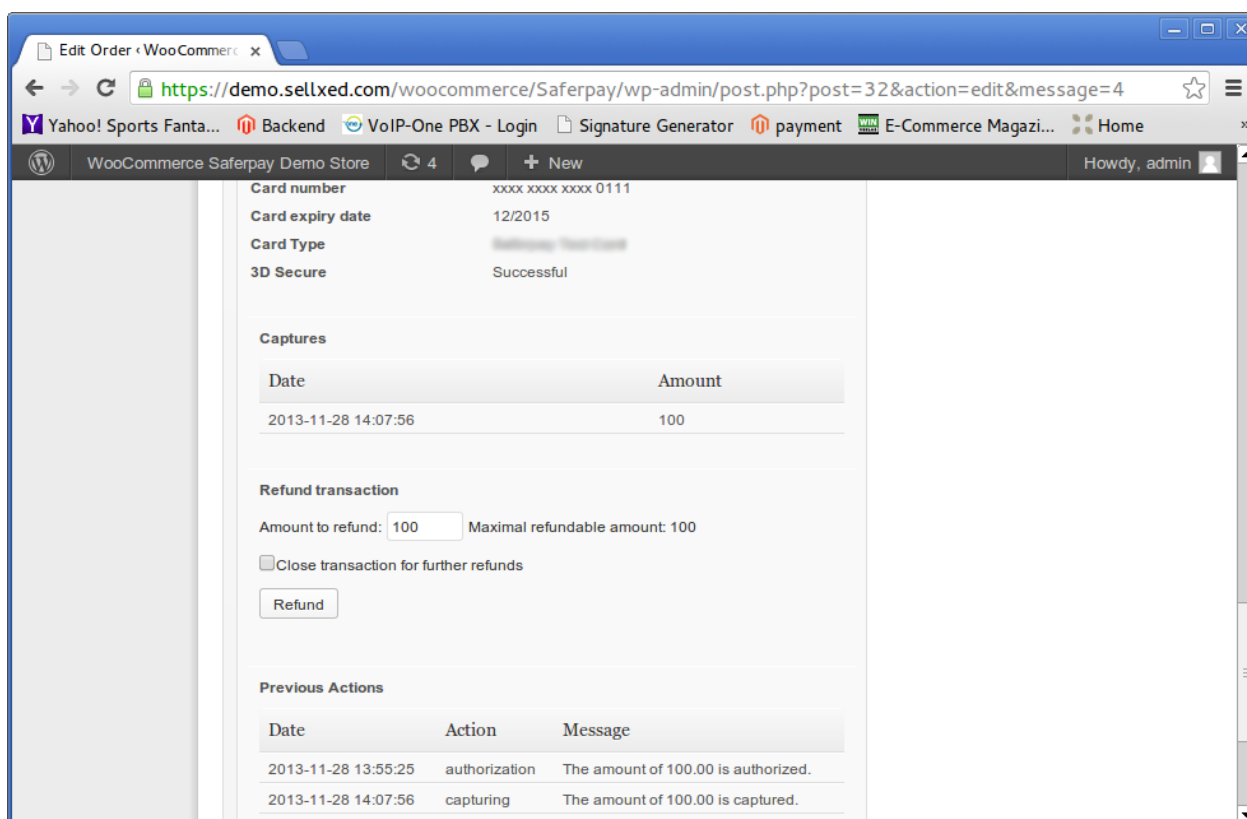 Edit Order ‹ WooCommerc
https://demo.sellxed.com/woocommerce/Saferpay/wp-admin/post.php?post=32&action=edit&message=4
Yahoo! Sports Fanta... Backend VoIP-One PBX - Login Signature Generator payment E-Commerce Magazi... Home »
WooCommerce Saferpay Demo Store 4 + New Howdy, admin
Card number xxxx xxxx xxxx 0111
Card expiry date 12/2015
Card Type
3D Secure Successful
Captures
Date Amount
2013-11-28 14:07:56 100
Refund transaction
Amount to refund: 100 Maximal refundable amount: 100
Close transaction for further refunds
Refund
Previous Actions
Date Action Message
2013-11-28 13:55:25 authorization The amount of 100.00 is authorized.
2013-11-28 14:07:56 capturing The amount of 100.00 is captured.